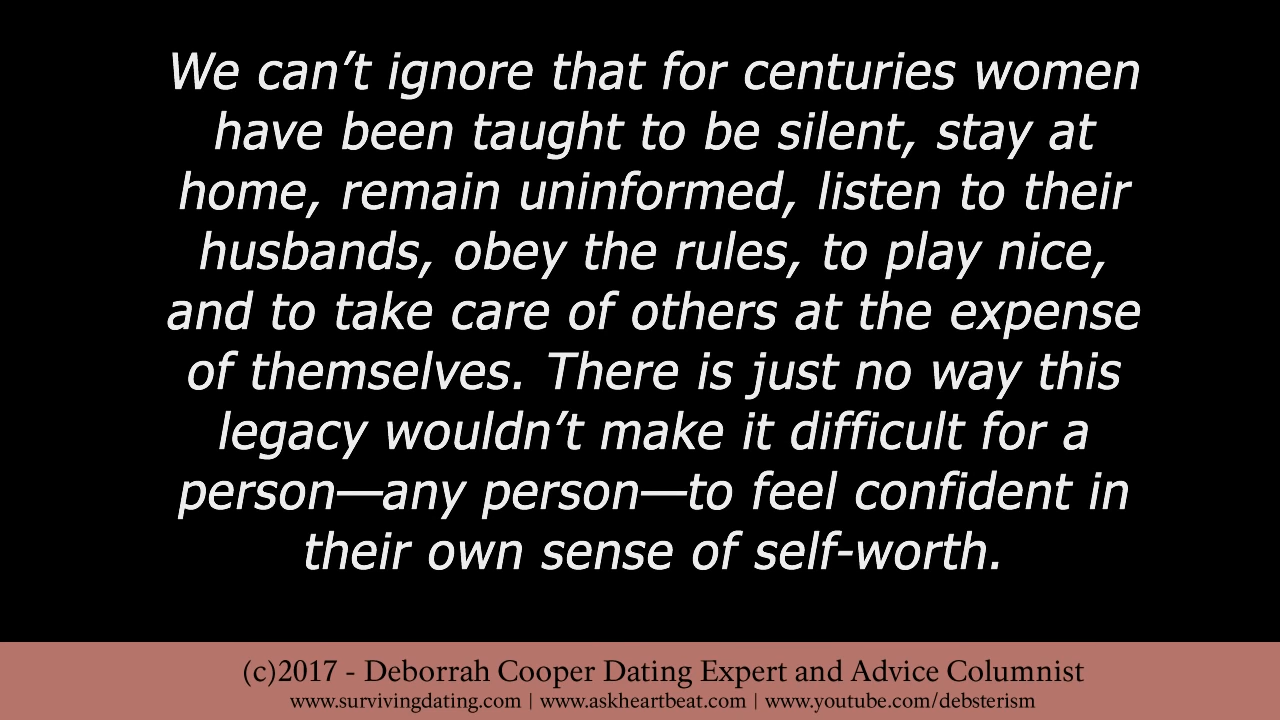 We can’t ignore that for centuries women
have been taught to be silent, stay at
home, remain uninformed, listen to their
husbands, obey the rules, to play nice,
and to take care of others at the expense
of themselves. There is just no way this
legacy wouldn’t make it difficult for a
person—any person—to feel confident in
their own sense of self-worth.
(c)2017 - Deborrah Cooper Dating Expert and Advice Columnist
www.survivingdating.com | www.askheartbeat.com | www.youtube.com/debsterism